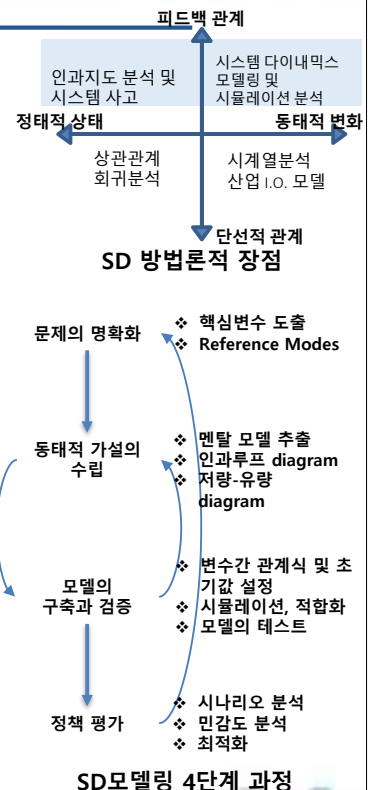 피드백 관계
인과지도 분석 및
시스템 사고
시스템 다이내믹스
모델링 및
시뮬레이션 분석
정태적 상태
동태적 변화
상관관계
회귀분석
시계열분석
산업 I.O. 모델
단선적 관계
SD 방법론적 장점
문제의 명확화
❖ 핵심변수 도출
❖ Reference Modes
동태적 가설의
수립
❖ 멘탈 모델 추출
❖ 인과루프 diagram
❖ 저량-유량
diagram
모델의
구축과 검증
❖ 변수간 관계식 및 초
기값 설정
❖ 시뮬레이션, 적합화
❖ 모델의 테스트
정책 평가
❖ 시나리오 분석
❖ 민감도 분석
❖ 최적화
SD모델링 4단계 과정